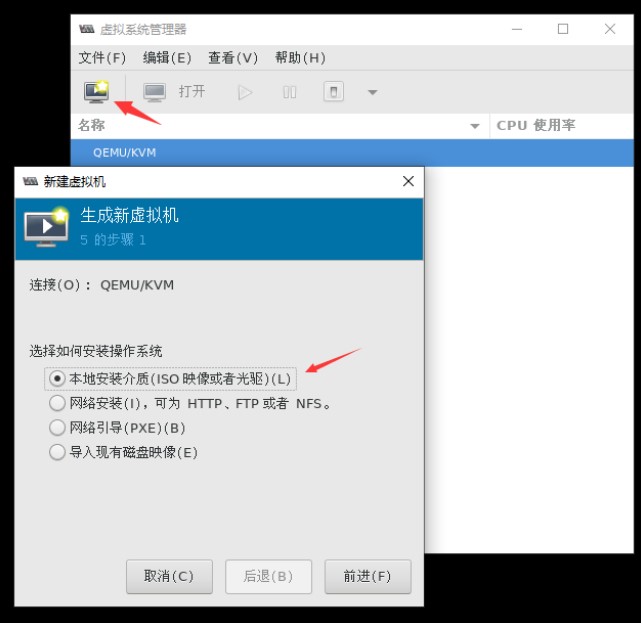 虚拟系统管理器
文件(F) 编辑(E) 查看(V) 帮助(H)
打开
名称 CPU 使用率
QEMU/KVM
新建虚拟机
生成新虚拟机
5 的步骤 1
连接(O)： QEMU/KVM
选择如何安装操作系统
本地安装介质(ISO 映像或者光驱)(L)
网络安装(I)，可为 HTTP、FTP 或者 NFS。
网络引导(PXE)(B)
导入现有磁盘映像(E)
取消(C) 后退(B) 前进(F)